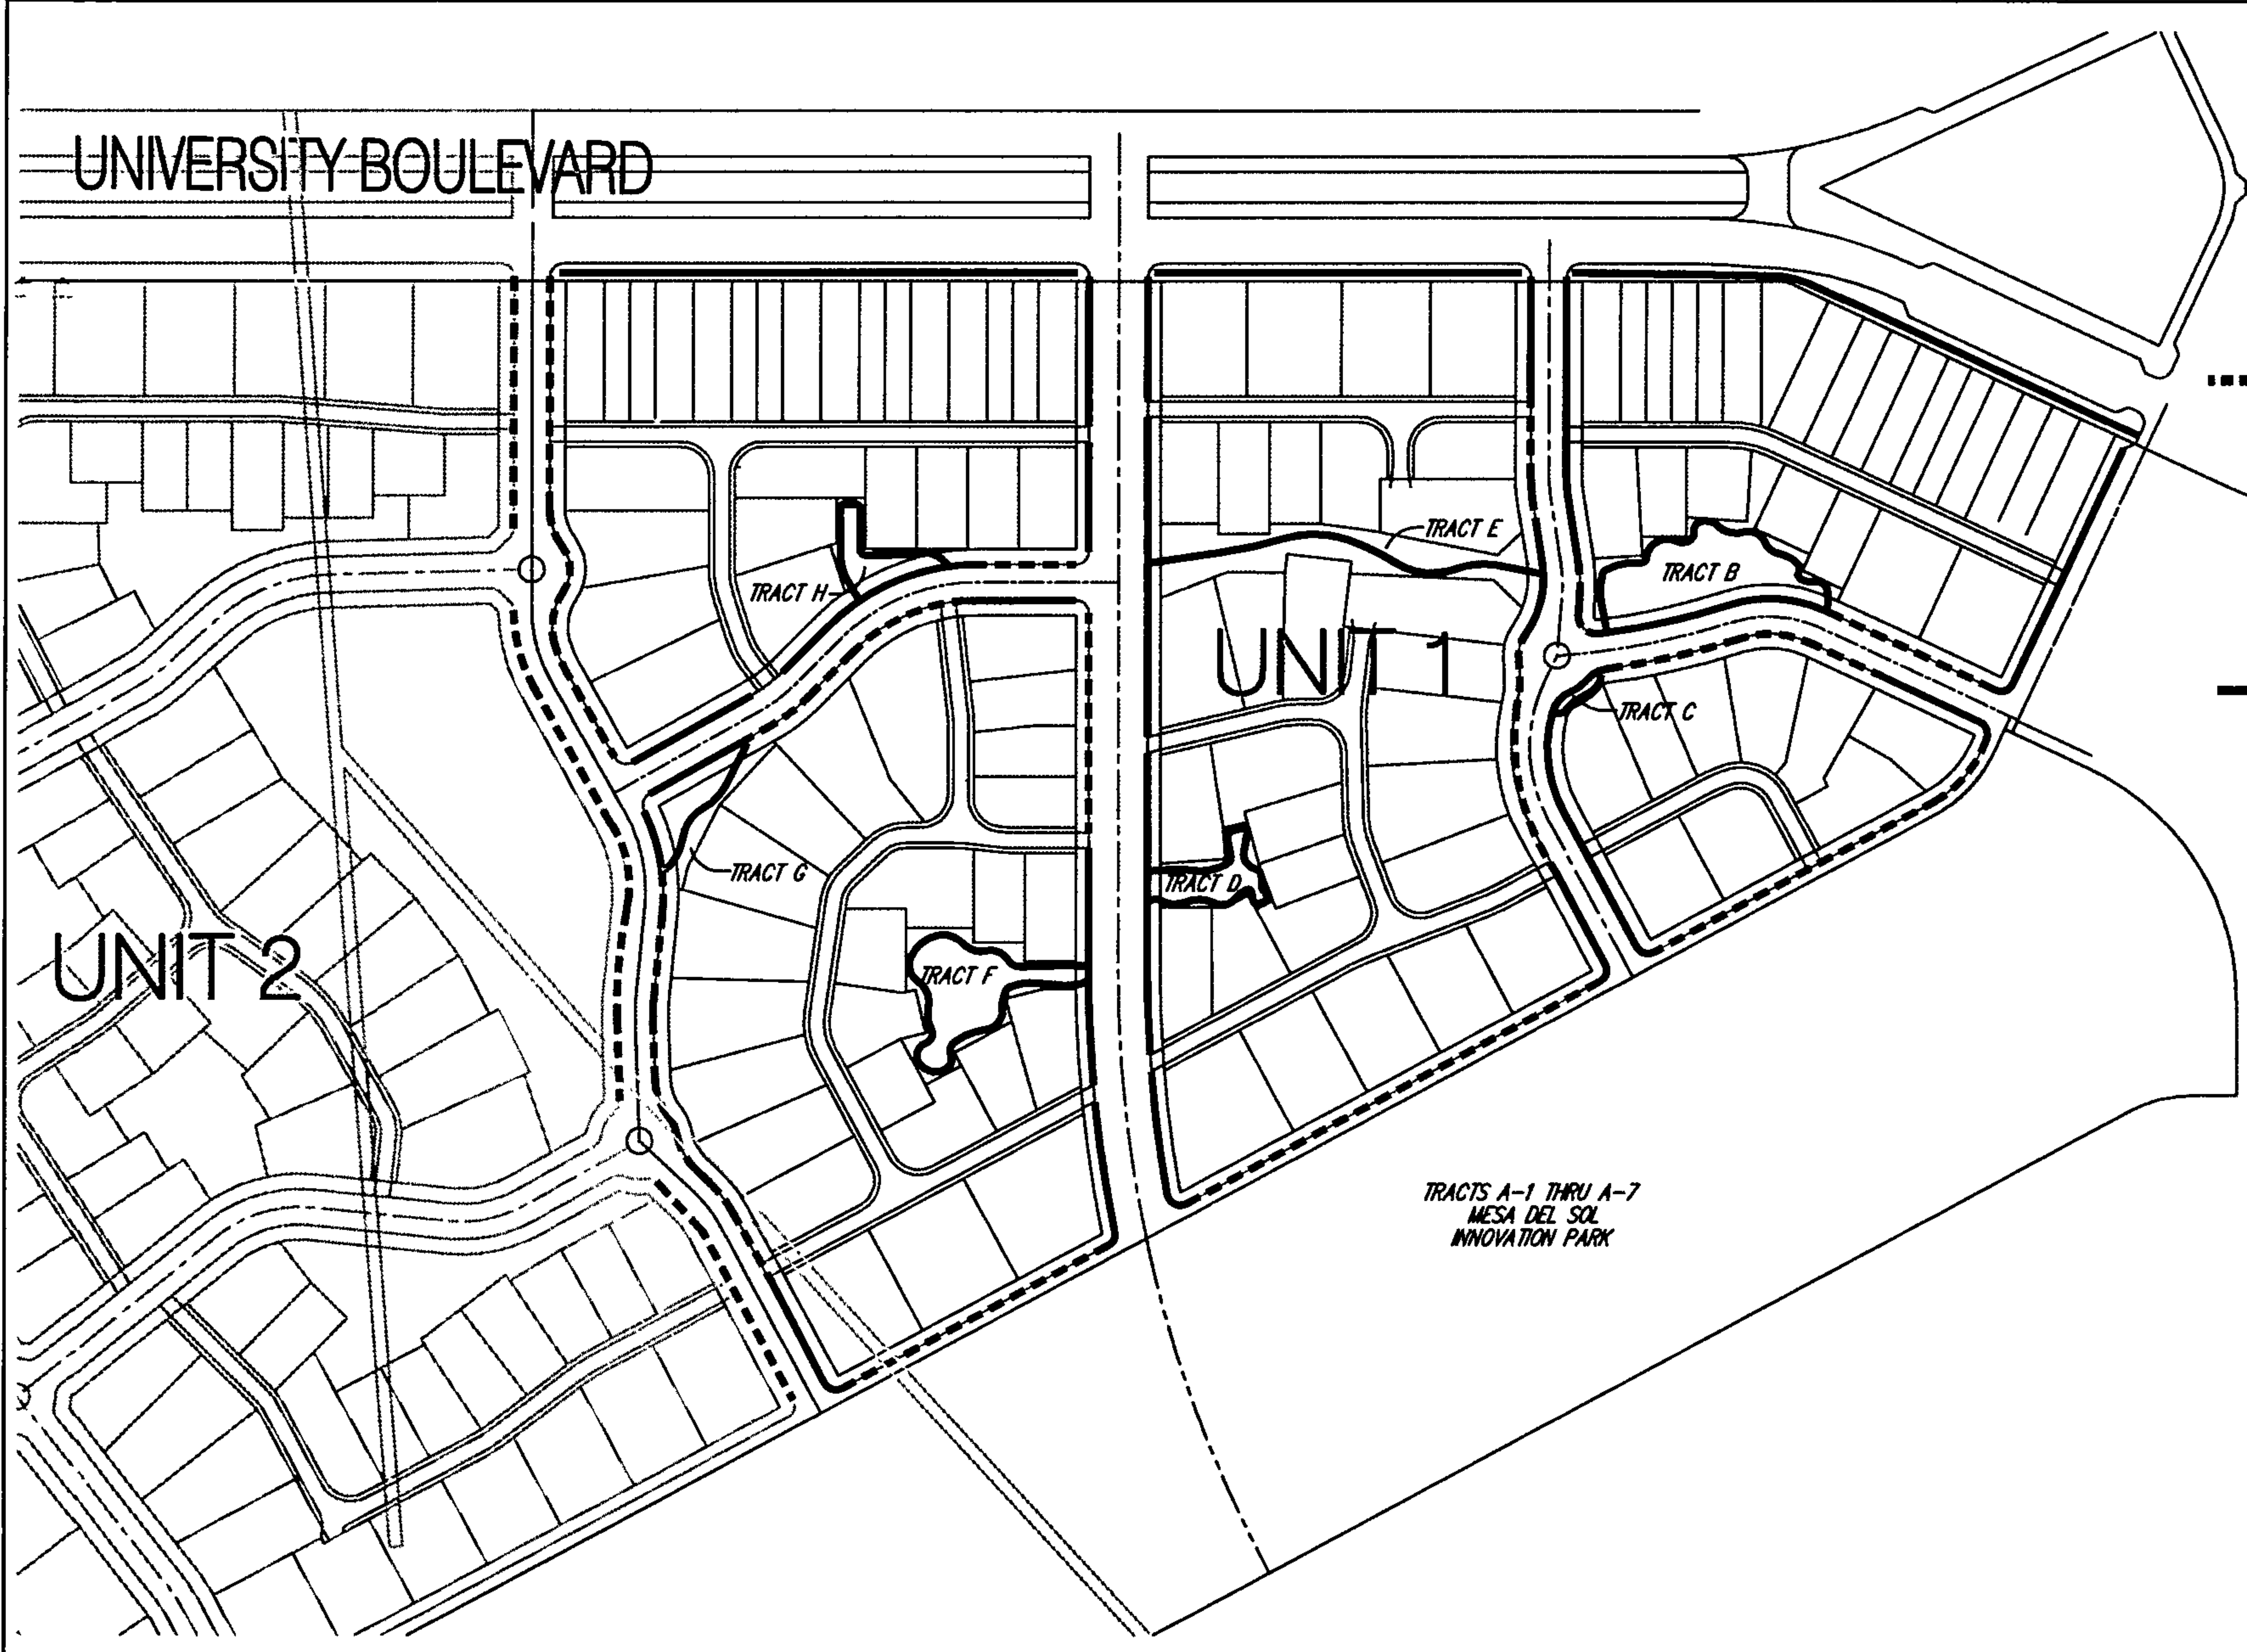 UNIVERSITY BOULEVARD
TRACT E
TRACT B
TRACT H
UNIT 1
TRACT C
TRACT G
TRACT D
UNIT 2
TRACT F
TRACTS A-1 THRU A-7
MESA DEL SOL
INNOVATION PARK